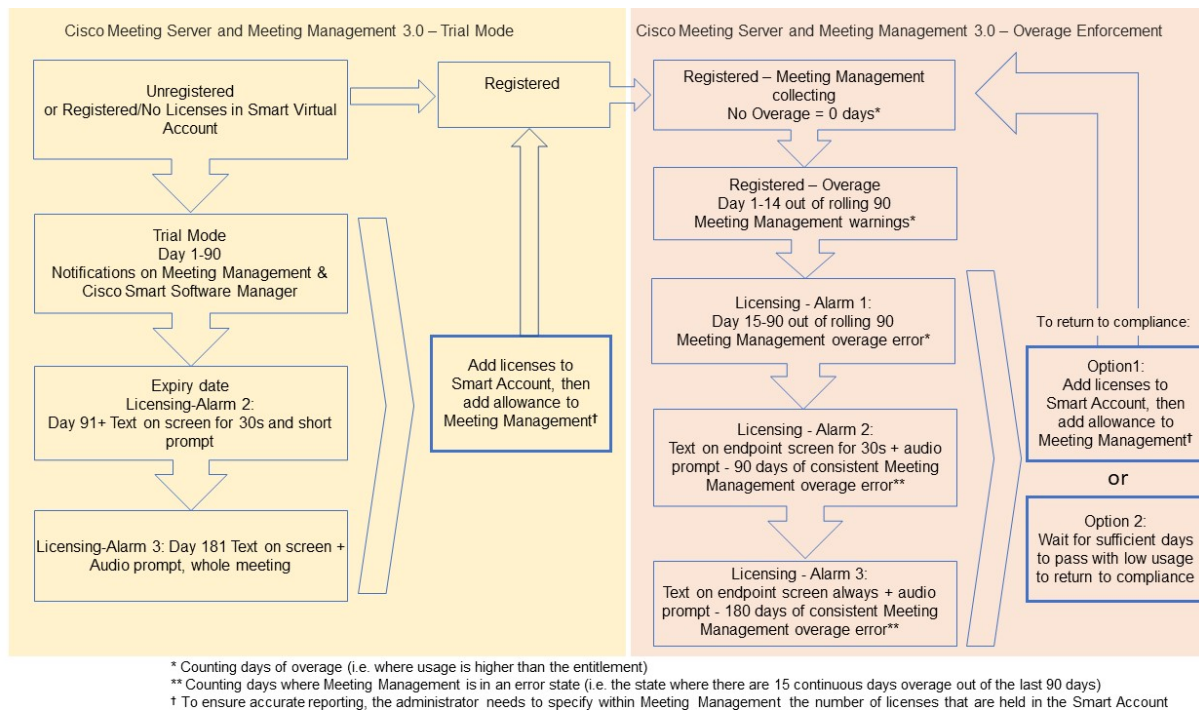 Cisco Meeting Server and Meeting Management 3.0 – Trial Mode
Unregistered
or Registered/No Licenses in Smart Virtual
Account
Registered
Trial Mode
Day 1-90
Notifications on Meeting Management &
Cisco Smart Software Manager
Expiry date
Licensing-Alarm 2:
Day 91+ Text on screen for 30s and short
prompt
Licensing-Alarm 3: Day 181 Text on screen +
Audio prompt, whole meeting
Add licenses to
Smart Account, then
add allowance to
Meeting Management†
Cisco Meeting Server and Meeting Management 3.0 – Overage Enforcement
Registered – Meeting Management
collecting
No Overage = 0 days*
Registered – Overage
Day 1-14 out of rolling 90
Meeting Management warnings*
Licensing - Alarm 1:
Day 15-90 out of rolling 90
Meeting Management overage error*
Licensing - Alarm 2:
Text on endpoint screen for 30s + audio
prompt - 90 days of consistent Meeting
Management overage error**
Licensing - Alarm 3:
Text on endpoint screen always + audio
prompt - 180 days of consistent Meeting
Management overage error**
To return to compliance:
Option1:
Add licenses to
Smart Account, then
add allowance to
Meeting Management†
or
Option 2:
Wait for sufficient days
to pass with low usage
to return to compliance
* Counting days of overage (i.e. where usage is higher than the entitlement)
** Counting days where Meeting Management is in an error state (i.e. the state where there are 15 continuous days overage out of the last 90 days)
† To ensure accurate reporting, the administrator needs to specify within Meeting Management the number of licenses that are held in the Smart Account